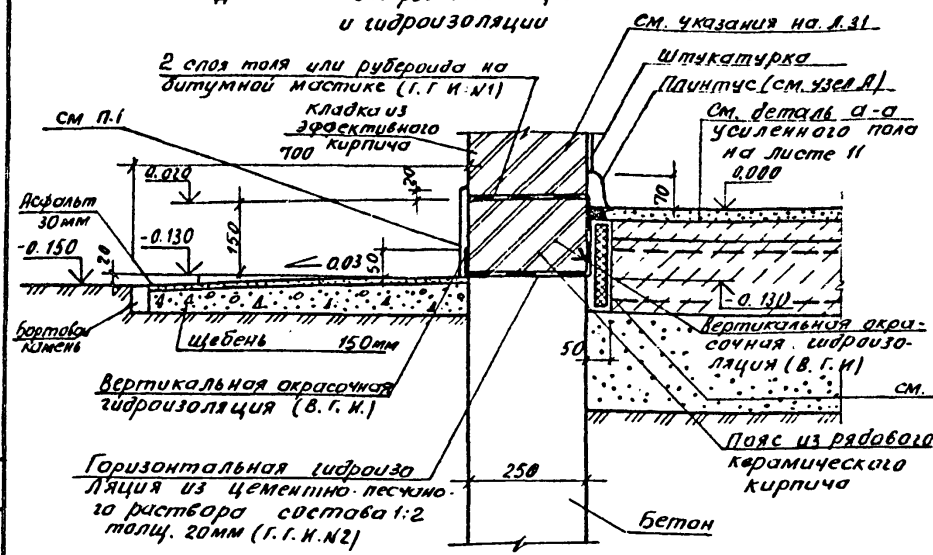 и гидроизоляции
см. указания на. Л.31
Штукатурка
Плинтус (см. узел А)
См. деталь а-а
усиленного пола
на листе 11
0,000
2 слоя толя или рубероида на
битумной мастике (Г. Г. И. №1)
кладка из
эффективного
кирпича
см п.1
700
0.020
20
70
Асфальт
30мм
-0.150
-0.130
150
50
0.03
20
-0.130
Бортовой
камень
Щебень 150мм
50
Вертикальная окра-
сочная гидроизо-
ляция (В. Г. И)
Вертикальная окрасочная
гидроизоляция (В. Г. И.)
см.
Пояс из рядового
керамического
кирпича
Горизонтальная гидроизо
ляция из цементно-песчано-
го раствора состава 1:2
толщ. 20мм (Г. Г. И. №2)
250
Бетон